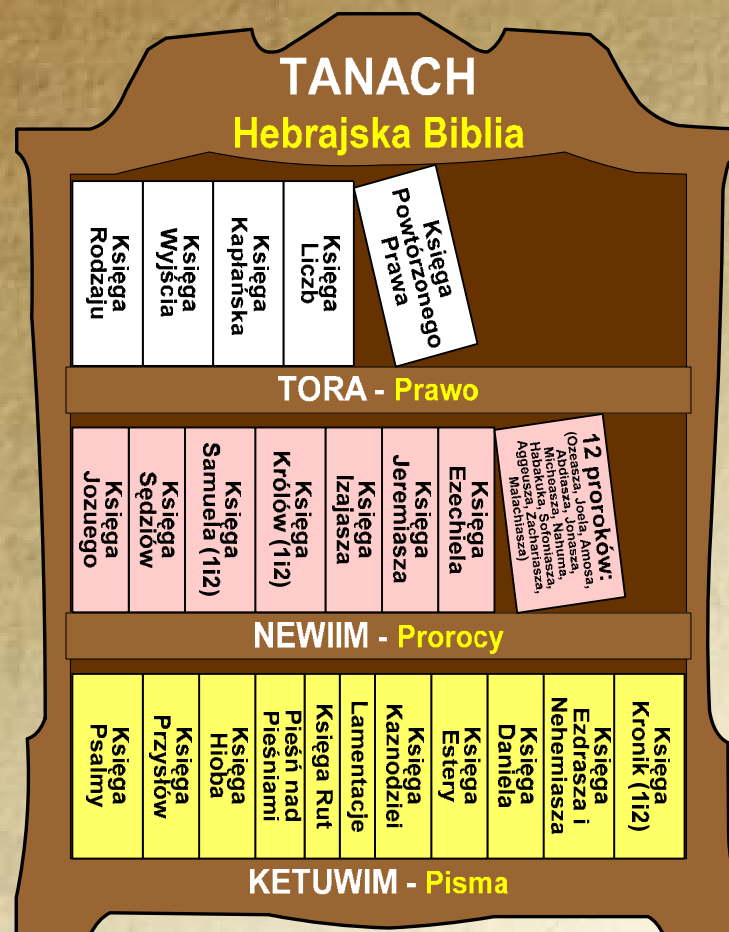 TANACH
Hebrajska Biblia
Księga
Rodzaju
Księga
Wyjścia
Księga
Kapłańska
Księga
Liczb
Księga
Powtórzonego
Prawa
TORA - Prawo
Księga
Jozuego
Księga
Sędziów
Księga
Samuela (1i2)
Księga
Królów (1i2)
Księga
Izajasza
Księga
Jeremiasza
Księga
Ezechiela
12 proroków:
(Ozeasza, Joela, Amosa,
Abdiasza, Jonasza,
Micheasza, Nahuma,
Habakuka, Sofoniasza,
Aggeusza, Zachariasza,
Malachiasza)
NEWIIM - Prorocy
Księga
Psalmy
Księga
Przysłów
Księga
Hioba
Pieśń nad
Pieśniami
Księga Rut
Lamentacje
Księga
Kaznodziei
Księga
Estery
Księga
Daniela
Księga
Ezdrasza i
Nehemiasza
Księga
Kronik (1i2)
KETUWIM - Pisma